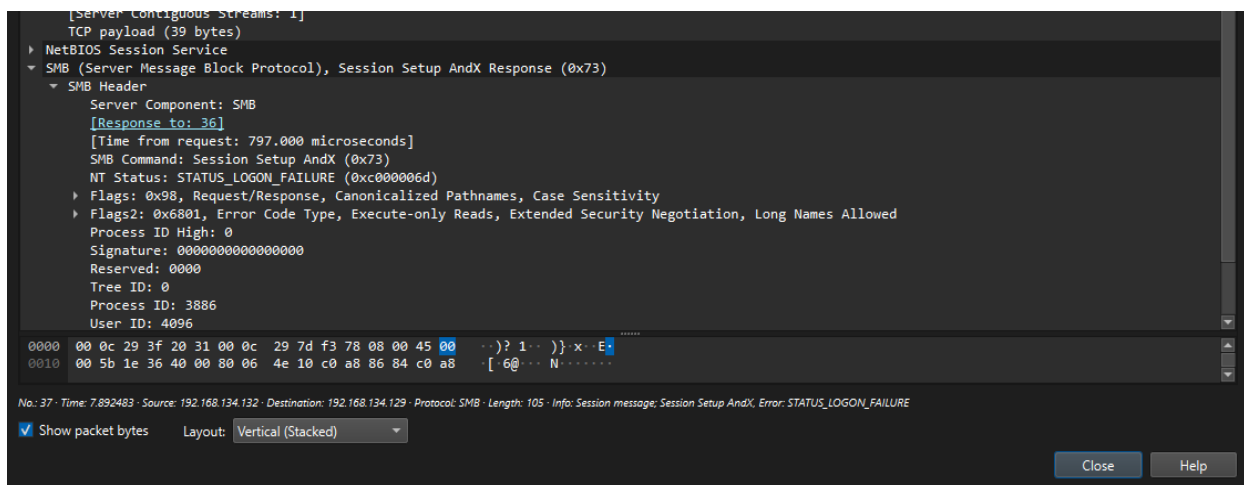 [Server Contiguous Streams: 1]
TCP payload (39 bytes)
NetBIOS Session Service
SMB (Server Message Block Protocol), Session Setup AndX Response (0x73)
SMB Header
Server Component: SMB
[Response to: 36]
[Time from request: 797.000 microseconds]
SMB Command: Session Setup AndX (0x73)
NT Status: STATUS_LOGON_FAILURE (0xc000006d)
Flags: 0x98, Request/Response, Canonicalized Pathnames, Case Sensitivity
Flags2: 0x6801, Error Code Type, Execute-only Reads, Extended Security Negotiation, Long Names Allowed
Process ID High: 0
Signature: 0000000000000000
Reserved: 0000
Tree ID: 0
Process ID: 3886
User ID: 4096
0000 00 0c 29 3f 20 31 00 0c 29 7d f3 78 08 00 45 00 ··)? 1·· )}·x··E·
0010 00 5b 1e 36 40 00 80 06 4e 10 c0 a8 86 84 c0 a8 ·[·6@··· N·······
No.: 37 · Time: 7.892483 · Source: 192.168.134.132 · Destination: 192.168.134.129 · Protocol: SMB · Length: 105 · Info: Session message; Session Setup AndX, Error: STATUS_LOGON_FAILURE
Show packet bytes Layout: Vertical (Stacked)
Close Help